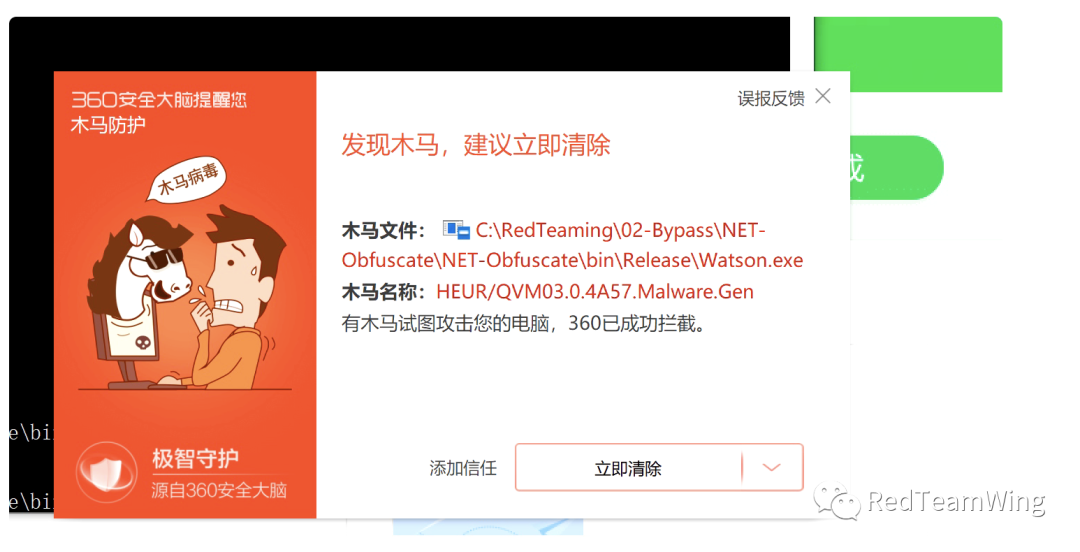 360安全大脑提醒您
木马防护
误报反馈
发现木马，建议立即清除
木马病毒
木马文件： C:\RedTeaming\02-Bypass\NET-
Obfuscate\NET-Obfuscate\bin\Release\Watson.exe
木马名称：HEUR/QVM03.0.4A57.Malware.Gen
有木马试图攻击您的电脑，360已成功拦截。
e\bi
e\bi
极智守护
源自360安全大脑
添加信任
立即清除
RedTeamWing